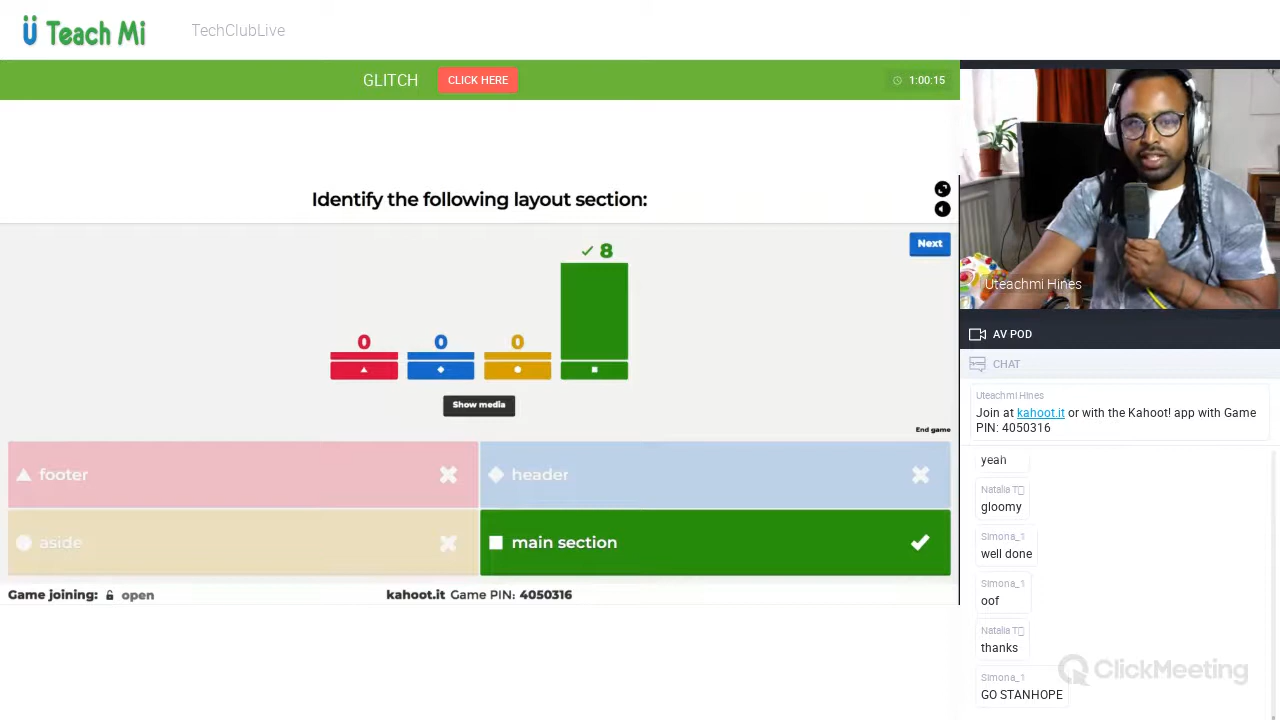 Ü Teach Mi
TechClubLive
GLITCH
CLICK HERE
1:00:15
Identify the following layout section:
Next
8
0
0
0
Show media
End game
footer
header
aside
main section
Game joining: open
kahoot.it Game PIN: 4050316
Uteachmi Hines
AV POD
CHAT
Uteachmi Hines
Join at kahoot.it or with the Kahoot! app with Game
PIN: 4050316
yeah
Natalia T
gloomy
Simona_1
well done
Simona_1
oof
Natalia T
thanks
Simona_1
GO STANHOPE
ClickMeeting